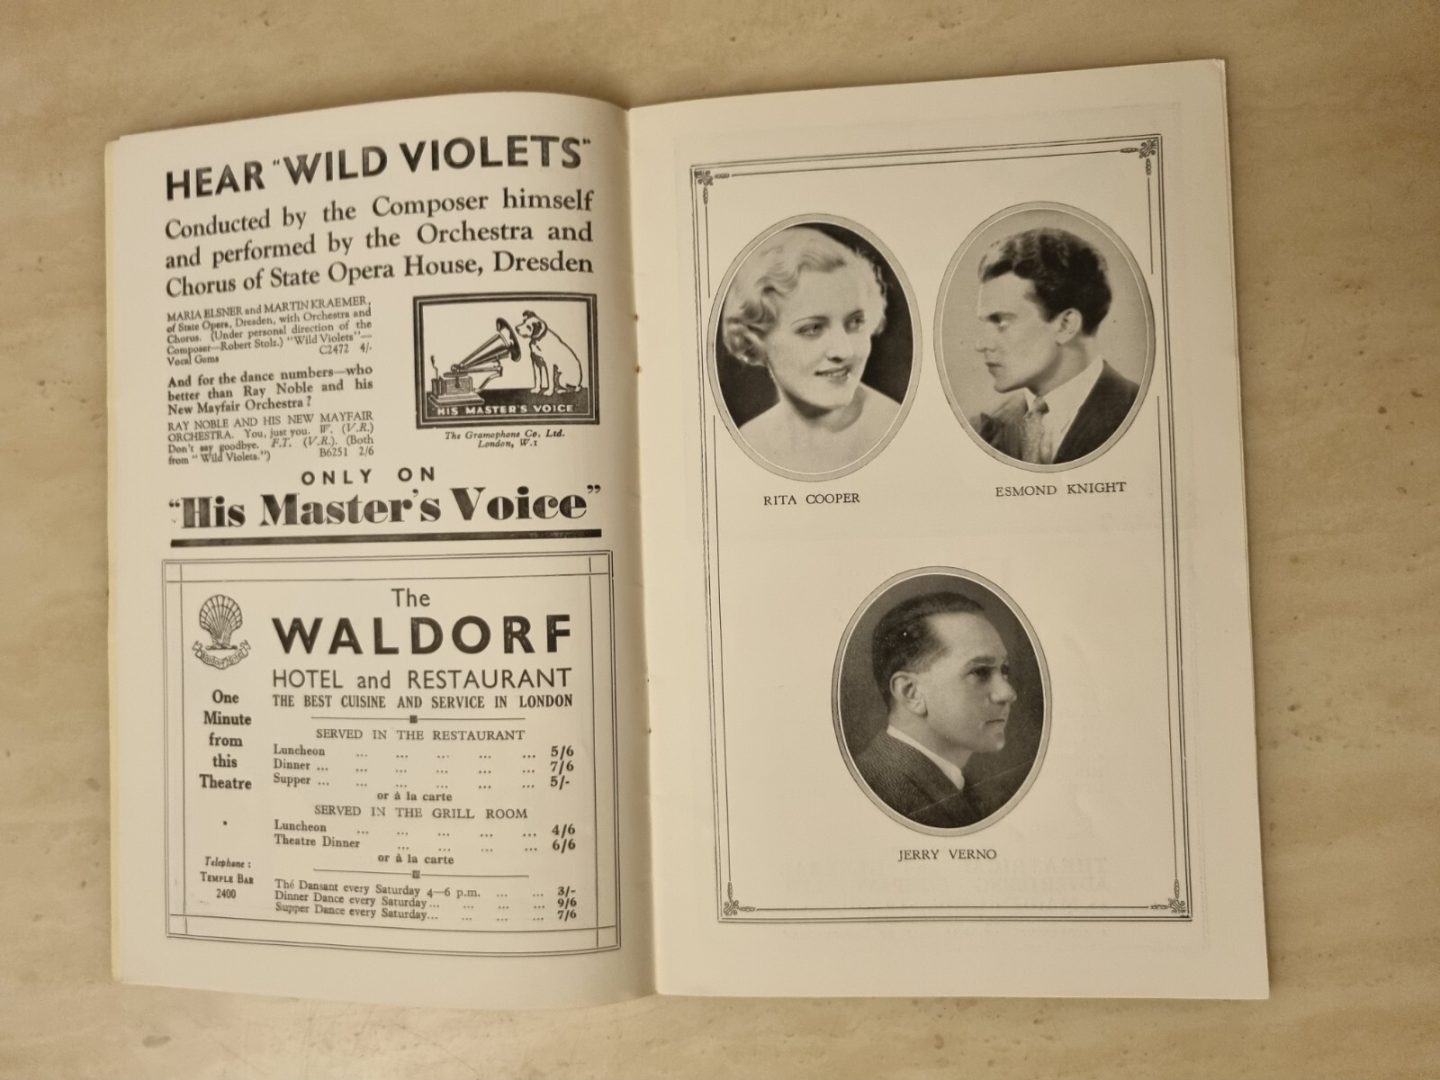 HEAR "WILD VIOLETS"
Conducted by the Composer himself
and performed by the Orchestra and
Chorus of State Opera House, Dresden
MARIA ELSNER and MARTIN KRAEMER,
of State Opera, Dresden, with Orchestra and
Chorus. (Under personal direction of the
Composer—Robert Stolz.) "Wild Violets"—
Vocal Gems C2472 4/-
And for the dance numbers—who
better than Ray Noble and his
New Mayfair Orchestra?
RAY NOBLE AND HIS NEW MAYFAIR
ORCHESTRA. You, just you. W. (V.R.)
Don't say goodbye. F.T. (V.R.). (Both
from "Wild Violets.") B6251 2/6
HIS MASTER'S VOICE
The Gramophone Co. Ltd.
London, W.1
ONLY ON
"His Master's Voice"
The
WALDORF
HOTEL and RESTAURANT
THE BEST CUISINE AND SERVICE IN LONDON
One
Minute
from
this
Theatre
Telephone :
TEMPLE BAR
2400
SERVED IN THE RESTAURANT
Luncheon ... ... ... ... ... 5/6
Dinner ... ... ... ... ... ... 7/6
Supper ... ... ... ... ... ... 5/-
or à la carte
SERVED IN THE GRILL ROOM
Luncheon ... ... ... ... ... 4/6
Theatre Dinner ... ... ... ... 6/6
or à la carte
Thé Dansant every Saturday 4—6 p.m. ... ... 3/-
Dinner Dance every Saturday... ... ... ... 9/6
Supper Dance every Saturday... ... ... ... 7/6
RITA COOPER
ESMOND KNIGHT
JERRY VERNO